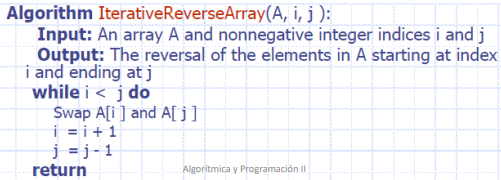 Algorithm IterativeReverseArray(A, i, j ):
Input: An array A and nonnegative integer indices i and j
Output: The reversal of the elements in A starting at index
i and ending at j
while i < j do
Swap A[i ] and A[ j ]
i = i + 1
j = j - 1
return
Algorítmica y Programación II